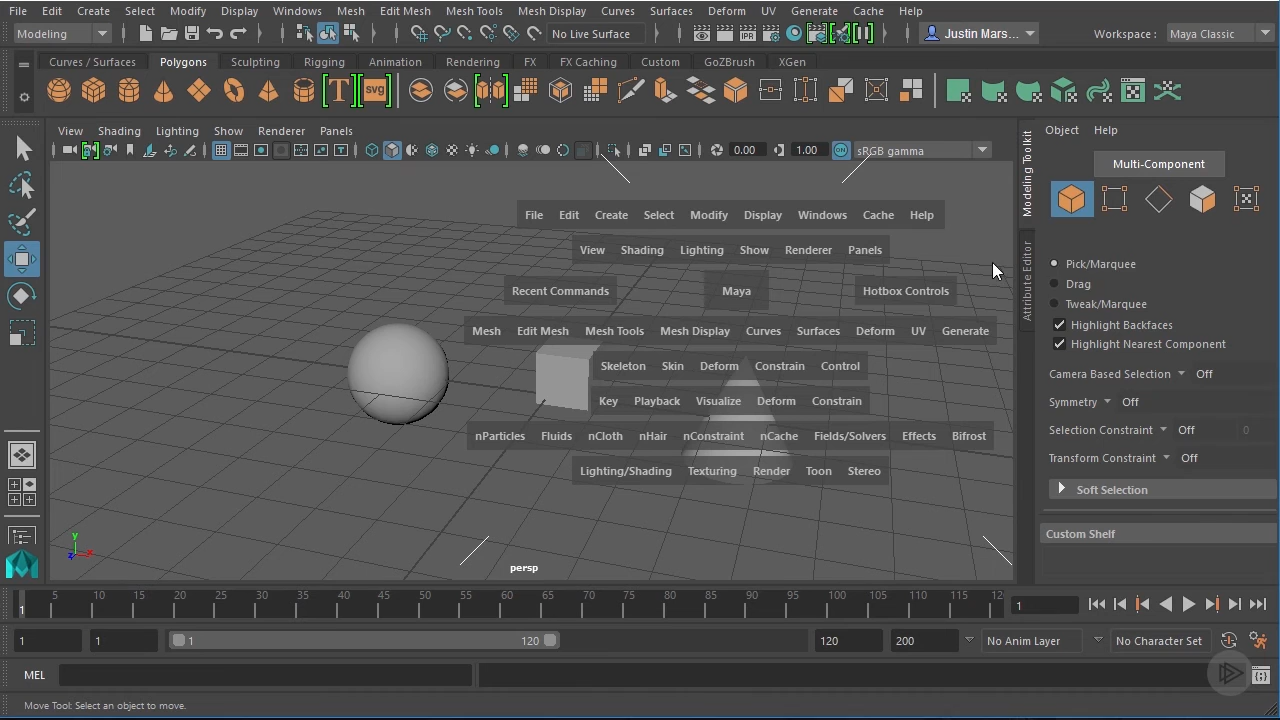 File Edit Create Select Modify Display Windows Mesh Edit Mesh Mesh Tools Mesh Display Curves Surfaces Deform UV Generate Cache Help
Modeling No Live Surface Justin Mars... Workspace : Maya Classic
Curves / Surfaces Polygons Sculpting Rigging Animation Rendering FX FX Caching Custom GoZBrush XGen
T svg IPR
View Shading Lighting Show Renderer Panels
0.00 1.00 ON sRGB gamma
Object Help
Multi-Component
Modeling Toolkit
Attribute Editor
File Edit Create Select Modify Display Windows Cache Help
View Shading Lighting Show Renderer Panels
Recent Commands Maya Hotbox Controls
Mesh Edit Mesh Mesh Tools Mesh Display Curves Surfaces Deform UV Generate
Skeleton Skin Deform Constrain Control
Key Playback Visualize Deform Constrain
nParticles Fluids nCloth nHair nConstraint nCache Fields/Solvers Effects Bifrost
Lighting/Shading Texturing Render Toon Stereo
Pick/Marquee
Drag
Tweak/Marquee
Highlight Backfaces
Highlight Nearest Component
Camera Based Selection Off
Symmetry Off
Selection Constraint Off 0
Transform Constraint Off
Soft Selection
Custom Shelf
y
z x
persp
1 5 10 15 20 25 30 35 40 45 50 55 60 65 70 75 80 85 90 95 100 105 110 115 12 1
1 1 1 120 120 200 No Anim Layer No Character Set
MEL
Move Tool: Select an object to move.